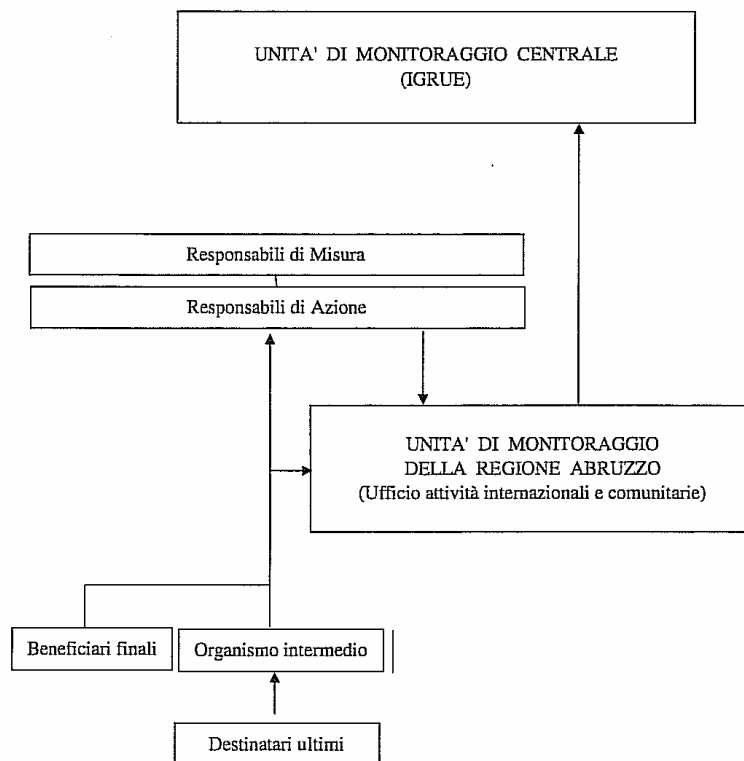 UNITA' DI MONITORAGGIO CENTRALE
(IGRUE)
Responsabili di Misura
Responsabili di Azione
UNITA' DI MONITORAGGIO
DELLA REGIONE ABRUZZO
(Ufficio attività internazionali e comunitarie)
Beneficiari finali
Organismo intermedio
Destinatari ultimi